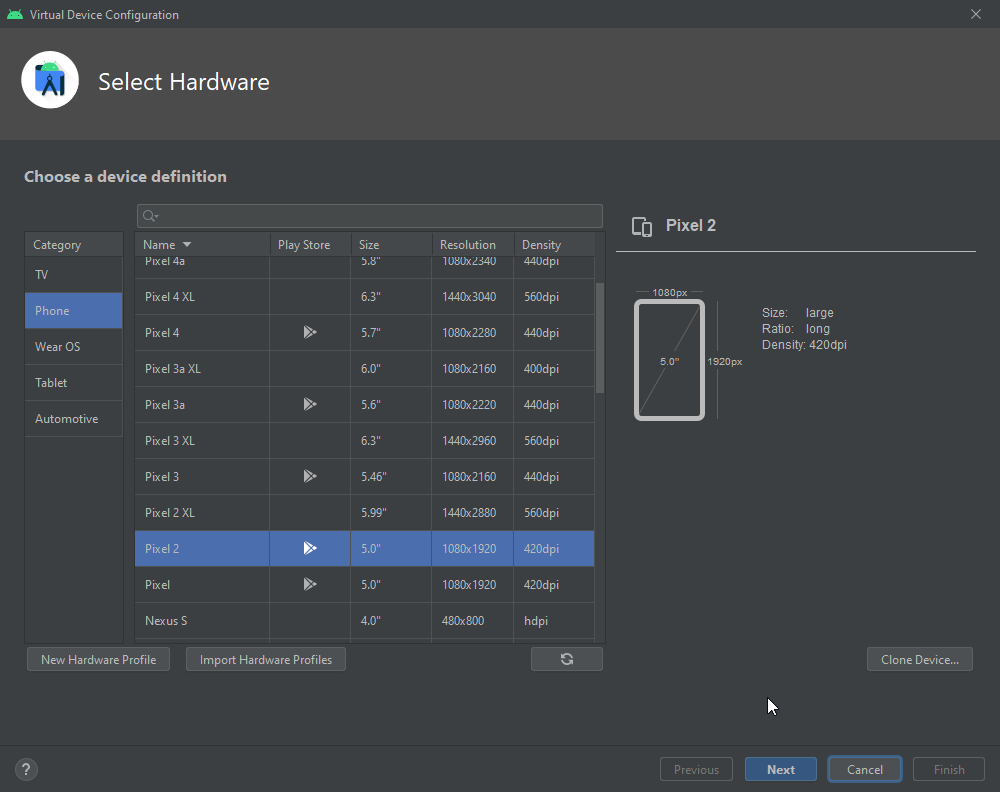 Virtual Device Configuration
Select Hardware
Choose a device definition
Category
TV
Phone
Wear OS
Tablet
Automotive
Name Play Store Size Resolution Density
Pixel 4a 5.8" 1080x2340 440dpi
Pixel 4 XL 6.3" 1440x3040 560dpi
Pixel 4 5.7" 1080x2280 440dpi
Pixel 3a XL 6.0" 1080x2160 400dpi
Pixel 3a 5.6" 1080x2220 440dpi
Pixel 3 XL 6.3" 1440x2960 560dpi
Pixel 3 5.46" 1080x2160 440dpi
Pixel 2 XL 5.99" 1440x2880 560dpi
Pixel 2 5.0" 1080x1920 420dpi
Pixel 5.0" 1080x1920 420dpi
Nexus S 4.0" 480x800 hdpi
New Hardware Profile Import Hardware Profiles
Pixel 2
1080px
5.0" 1920px
Size: large
Ratio: long
Density: 420dpi
Clone Device...
? Previous Next Cancel Finish